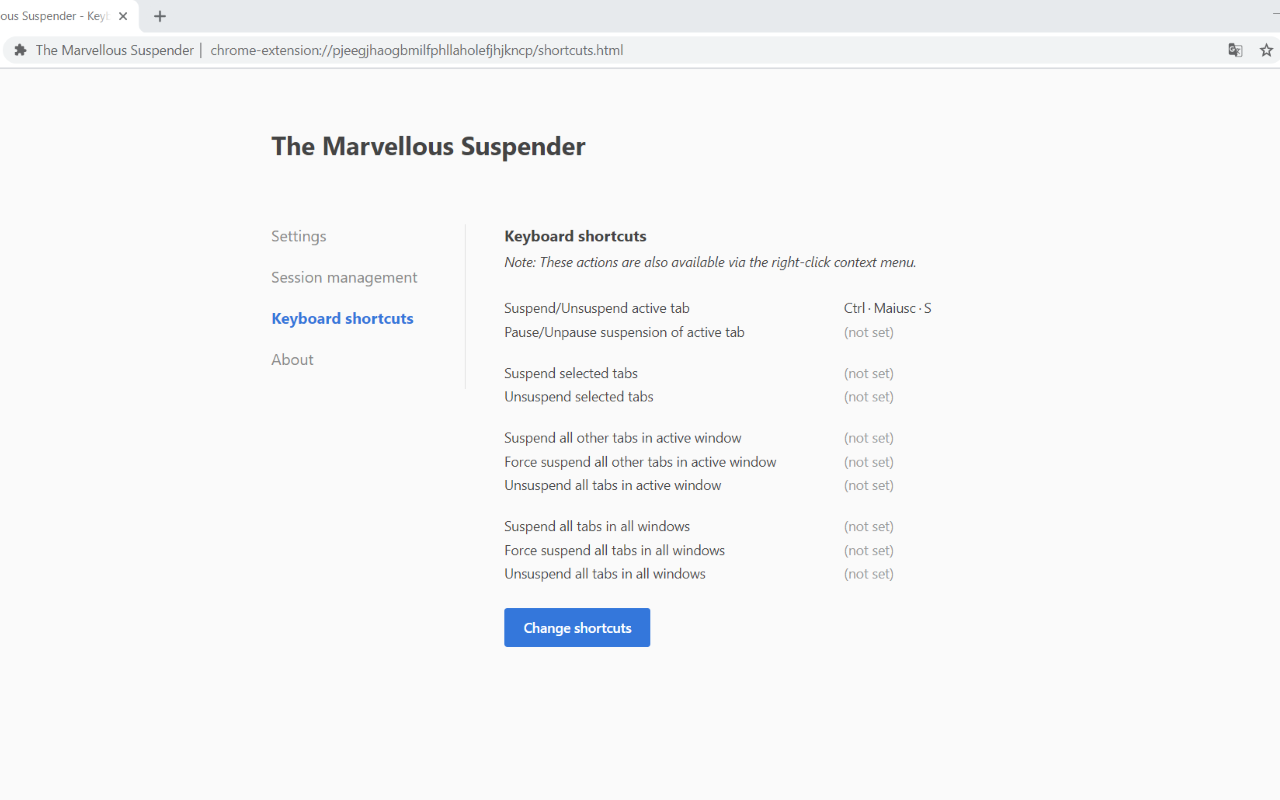 ous Suspender - Key
The Marvellous Suspender | chrome-extension://pjeegjhaogbmilfphllaholefjhjkncp/shortcuts.html
The Marvellous Suspender
Settings
Session management
Keyboard shortcuts
About
Keyboard shortcuts
Note: These actions are also available via the right-click context menu.
Suspend/Unsuspend active tab Ctrl · Maiusc · S
Pause/Unpause suspension of active tab (not set)
Suspend selected tabs (not set)
Unsuspend selected tabs (not set)
Suspend all other tabs in active window (not set)
Force suspend all other tabs in active window (not set)
Unsuspend all tabs in active window (not set)
Suspend all tabs in all windows (not set)
Force suspend all tabs in all windows (not set)
Unsuspend all tabs in all windows (not set)
Change shortcuts